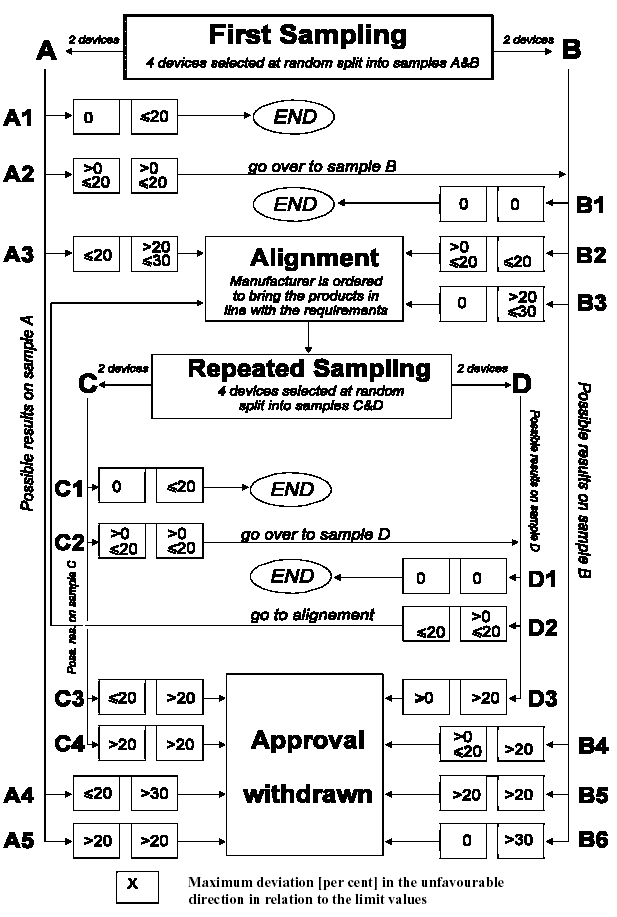 First Sampling
4 devices selected at random split into samples A&B
A 2 devices
2 devices B
A1 0 ⩽20 END
A2 >0 ⩽20 >0 ⩽20 go over to sample B
END 0 0 B1
A3 ⩽20 >20 ⩽30
Alignment
Manufacturer is ordered
to bring the products in
line with the requirements
>0 ⩽20 ⩽20 B2
0 >20 ⩽30 B3
Possible results on sample A
Possible results on sample B
C 2 devices
Repeated Sampling
4 devices selected at random
split into samples C&D
2 devices D
Poss. res. on sample C
Possible results on sample D
C1 0 ⩽20 END
C2 >0 ⩽20 >0 ⩽20 go over to sample D
END 0 0 D1
go to alignement ⩽20 >0 ⩽20 D2
C3 ⩽20 >20
>0 >20 D3
C4 >20 >20
Approval
withdrawn
>0 ⩽20 >20 B4
A4 ⩽20 >30
>20 >20 B5
A5 >20 >20
0 >30 B6
X Maximum deviation [per cent] in the unfavourable
direction in relation to the limit values